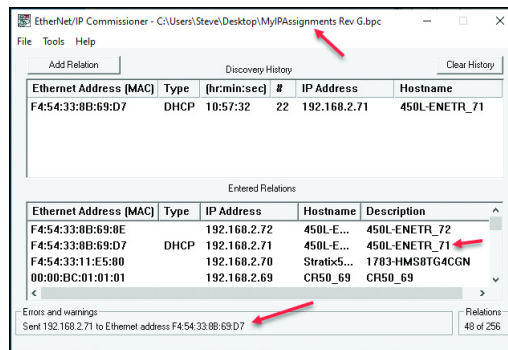 EtherNet/IP Commissioner - C:\Users\Steve\Desktop\MyIPAssignments Rev G.bpc
File Tools Help
Add Relation
Discovery History
Clear History
Ethernet Address (MAC) Type (hr:min:sec) # IP Address Hostname
F4:54:33:8B:69:D7 DHCP 10:57:32 22 192.168.2.71 450L-ENETR_71
Entered Relations
Ethernet Address (MAC) Type IP Address Hostname Description
F4:54:33:8B:69:8E 192.168.2.72 450L-E... 450L-ENETR_72
F4:54:33:8B:69:D7 DHCP 192.168.2.71 450L-E... 450L-ENETR_71
F4:54:33:11:E5:80 192.168.2.70 Stratix5... 1783-HMS8TG4CGN
00:00:BC:01:01:01 192.168.2.69 CR50_69 CR50_69
Errors and warnings
Sent 192.168.2.71 to Ethernet address F4:54:33:8B:69:D7
Relations
48 of 256